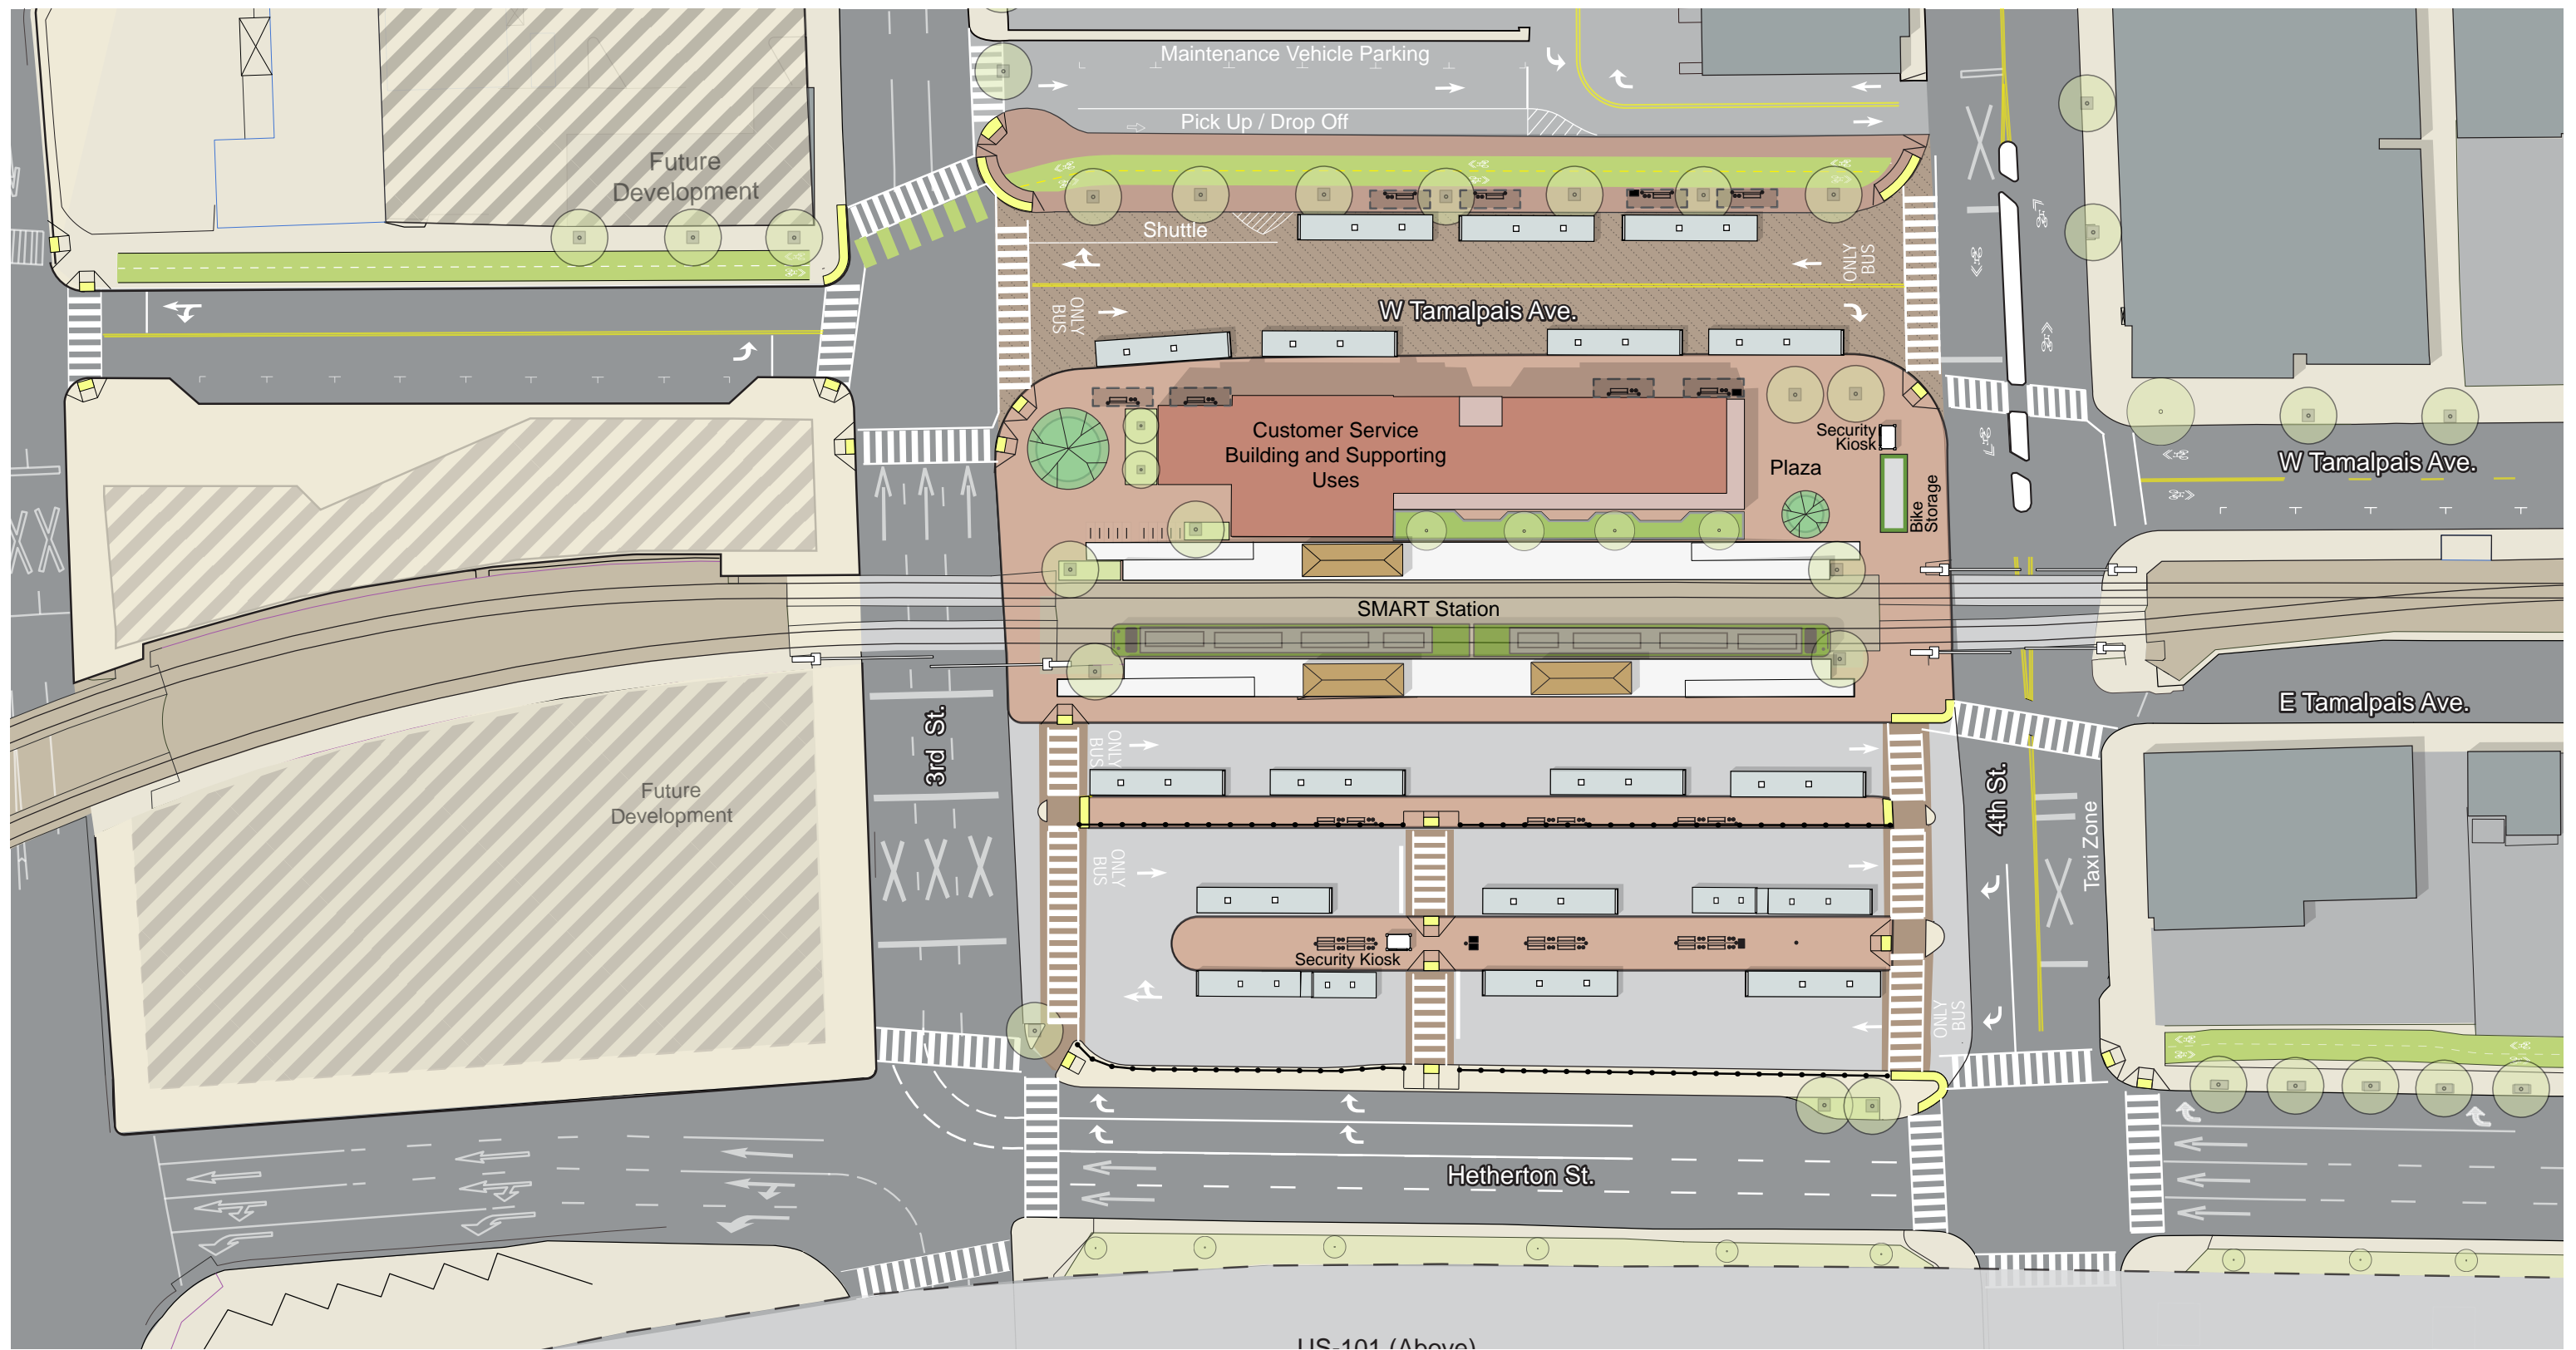 Maintenance Vehicle Parking
Pick Up / Drop Off
Future
Development
Shuttle
ONLY
BUS
ONLY
BUS
W Tamalpais Ave.
Customer Service
Building and Supporting
Uses
Security
Kiosk
Plaza
Bike
Storage
W Tamalpais Ave.
SMART Station
E Tamalpais Ave.
3rd St.
ONLY
BUS
Future
Development
4th St.
Taxi Zone
ONLY
BUS
Security Kiosk
ONLY
BUS
Hetherton St.
US-101 (Above)